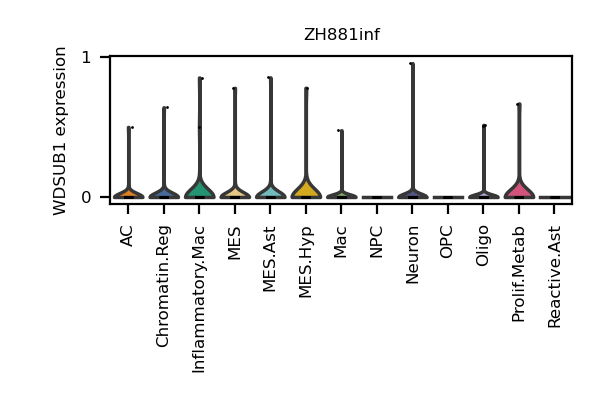 ZH881inf
WDSUB1 expression
1
0
AC
Chromatin.Reg
Inflammatory.Mac
MES
MES.Ast
MES.Hyp
Mac
NPC
Neuron
OPC
Oligo
Prolif.Metab
Reactive.Ast